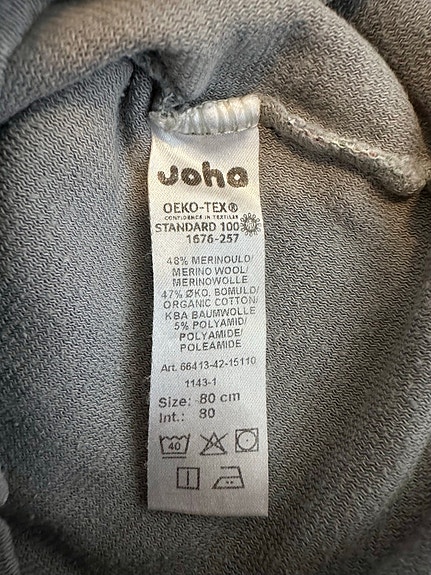 Joha
OEKO-TEX®
CONFIDENCE IN TEXTILES
STANDARD 100
1676-257
48% MERINOULD/
MERINO WOOL/
MERINOWOLLE
47% ØKO. BOMULD/
ORGANIC COTTON/
KBA BAUMWOLLE
5% POLYAMID/
POLYAMIDE/
POLEAMIDE
Art. 66413-42-15110
1143-1
Size: 80 cm
Int.: 80
40